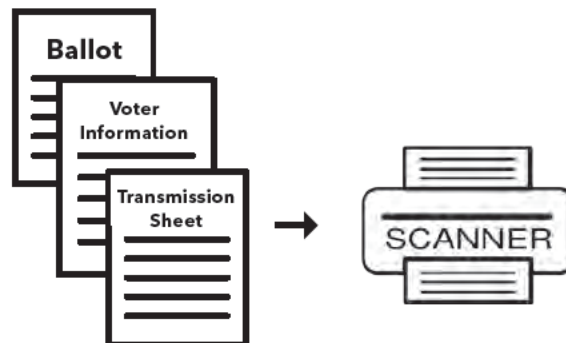 Ballot
Voter
Information
Transmission
Sheet
SCANNER